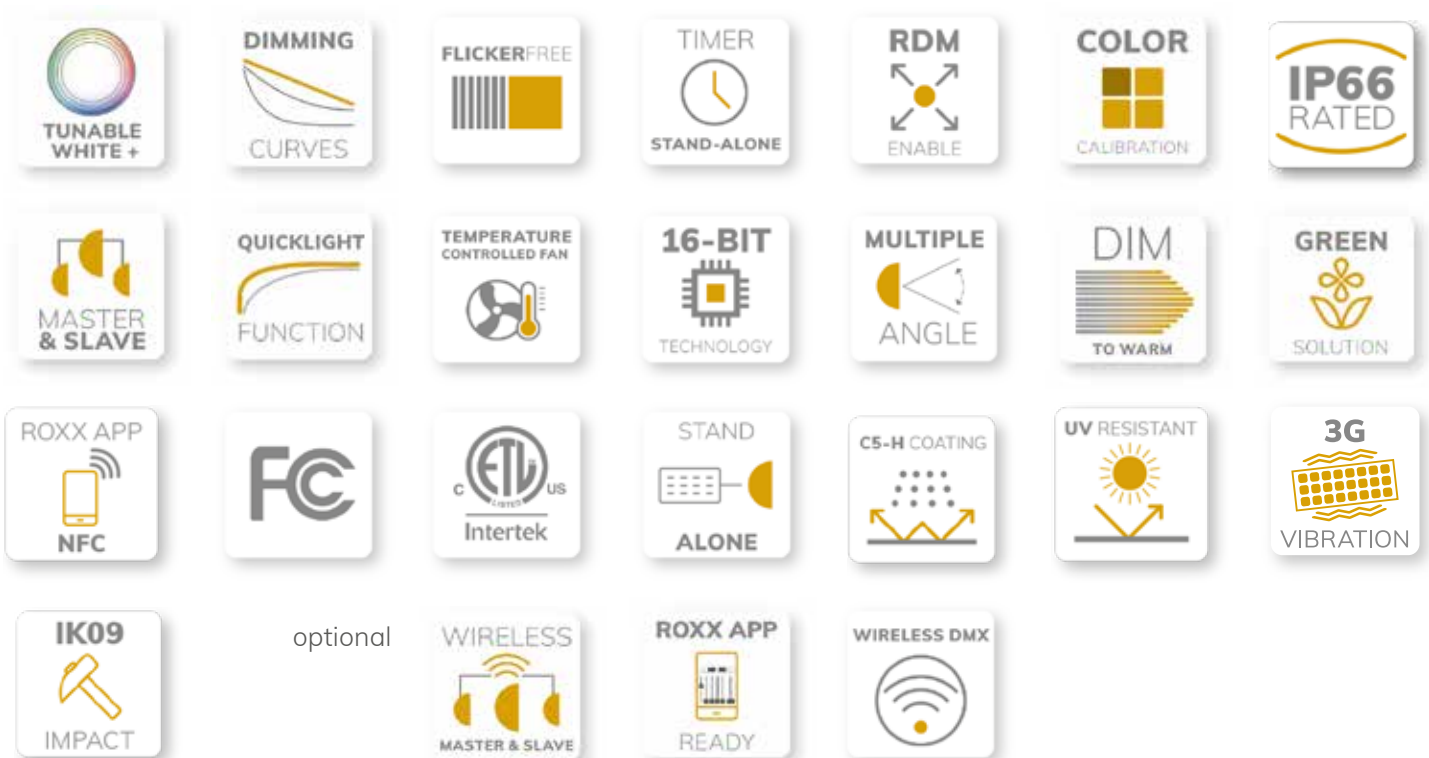 TUNABLE
WHITE +
DIMMING
CURVES
FLICKERFREE
TIMER
STAND-ALONE
RDM
ENABLE
COLOR
CALIBRATION
IP66
RATED
MASTER
& SLAVE
QUICKLIGHT
FUNCTION
TEMPERATURE
CONTROLLED FAN
16-BIT
TECHNOLOGY
MULTIPLE
ANGLE
DIM
TO WARM
GREEN
SOLUTION
ROXX APP
NFC
FC
ETL
C US
LISTED
Intertek
STAND
ALONE
C5-H COATING
UV RESISTANT
3G
VIBRATION
IK09
IMPACT
optional
WIRELESS
MASTER & SLAVE
ROXX APP
READY
WIRELESS DMX